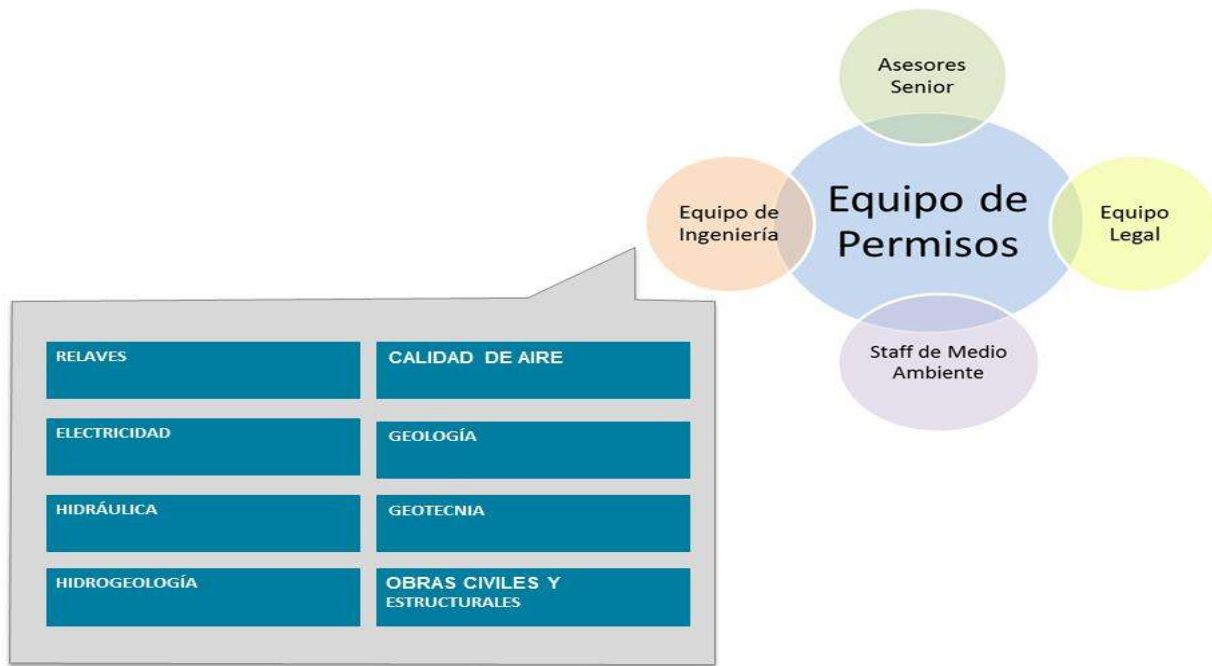 Asesores
Senior
Equipo de
Ingeniería
Equipo de
Permisos
Equipo
Legal
Staff de Medio
Ambiente
RELAVES
CALIDAD DE AIRE
ELECTRICIDAD
GEOLOGÍA
HIDRÁULICA
GEOTECNIA
HIDROGEOLOGÍA
OBRAS CIVILES Y
ESTRUCTURALES